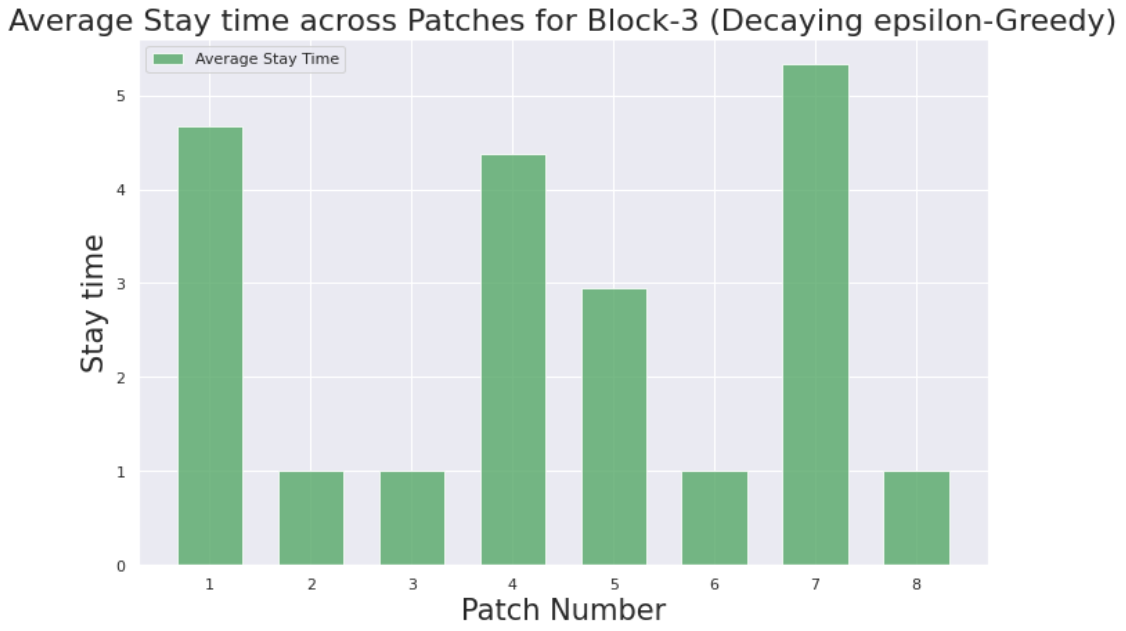 Average Stay time across Patches for Block-3 (Decaying epsilon-Greedy)
Average Stay Time
5
4
3
2
1
0
Stay time
1 2 3 4 5 6 7 8
Patch Number